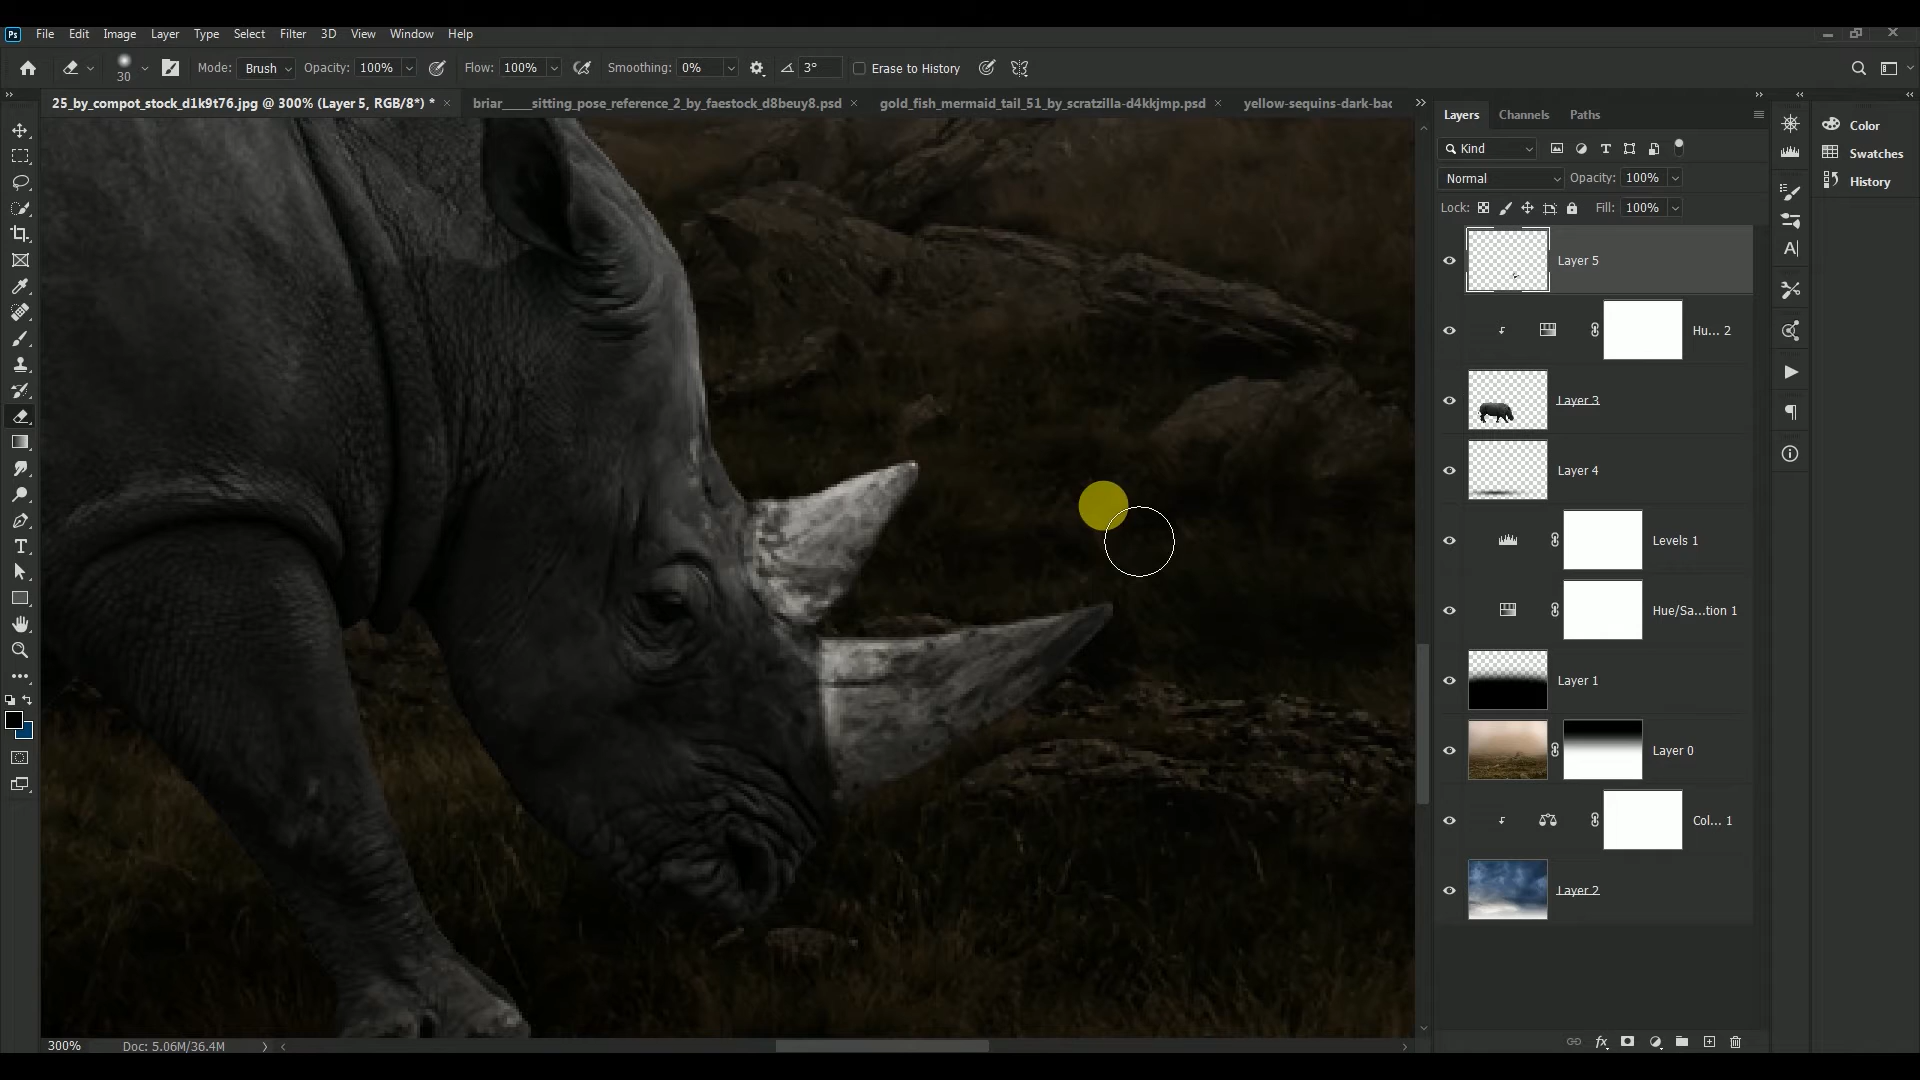 Ps File Edit Image Layer Type Select Filter 3D View Window Help
30 Mode: Brush Opacity: 100% Flow: 100% Smoothing: 0% 3° Erase to History
25_by_compot_stock_d1k9t76.jpg @ 300% (Layer 5, RGB/8*) * × briar____sitting_pose_reference_2_by_faestock_d8beuy8.psd × gold_fish_mermaid_tail_51_by_scratzilla-d4kkjmp.psd × yellow-sequins-dark-bac
Layers Channels Paths
Color
Swatches
History
Kind
Normal Opacity: 100%
Lock: Fill: 100%
Layer 5
Hu... 2
Layer 3
Layer 4
Levels 1
Hue/Sa...tion 1
Layer 1
Layer 0
Col... 1
Layer 2
300% Doc: 5.06M/36.4M
fx